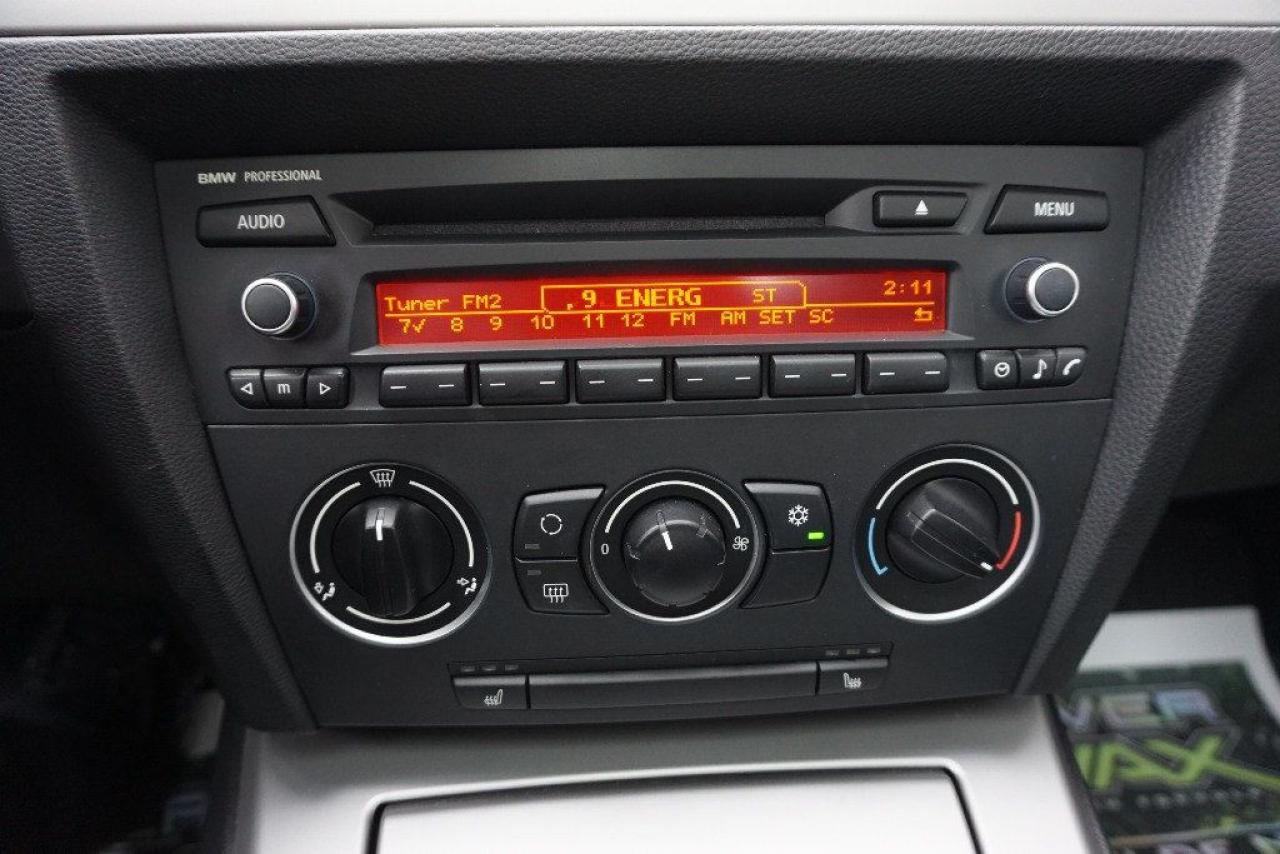 BMW PROFESSIONAL
AUDIO
MENU
Tuner FM2 .9 ENERG ST 2:11
7✓ 8 9 10 11 12 FM AM SET SC
m
0
MAX